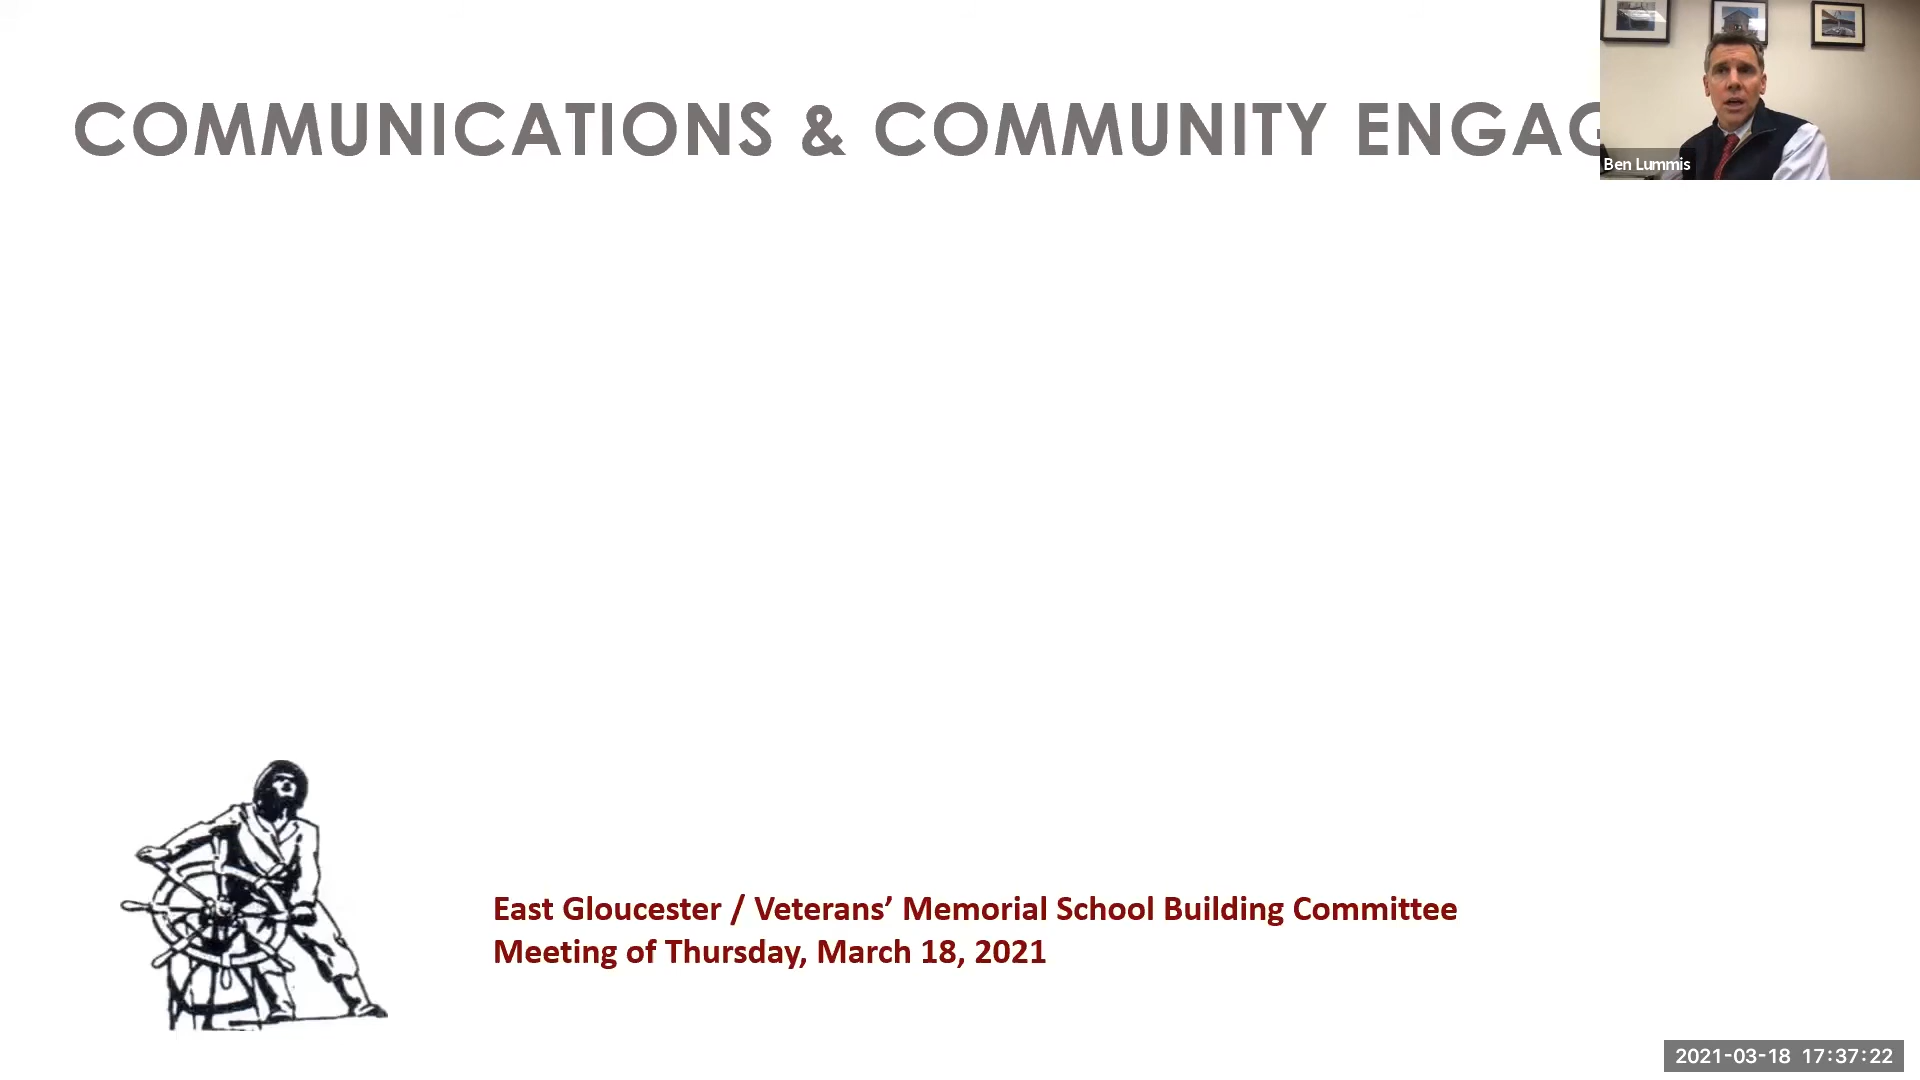 COMMUNICATIONS & COMMUNITY ENGAG
Ben Lummis
East Gloucester / Veterans’ Memorial School Building Committee
Meeting of Thursday, March 18, 2021
2021-03-18 17:37:22